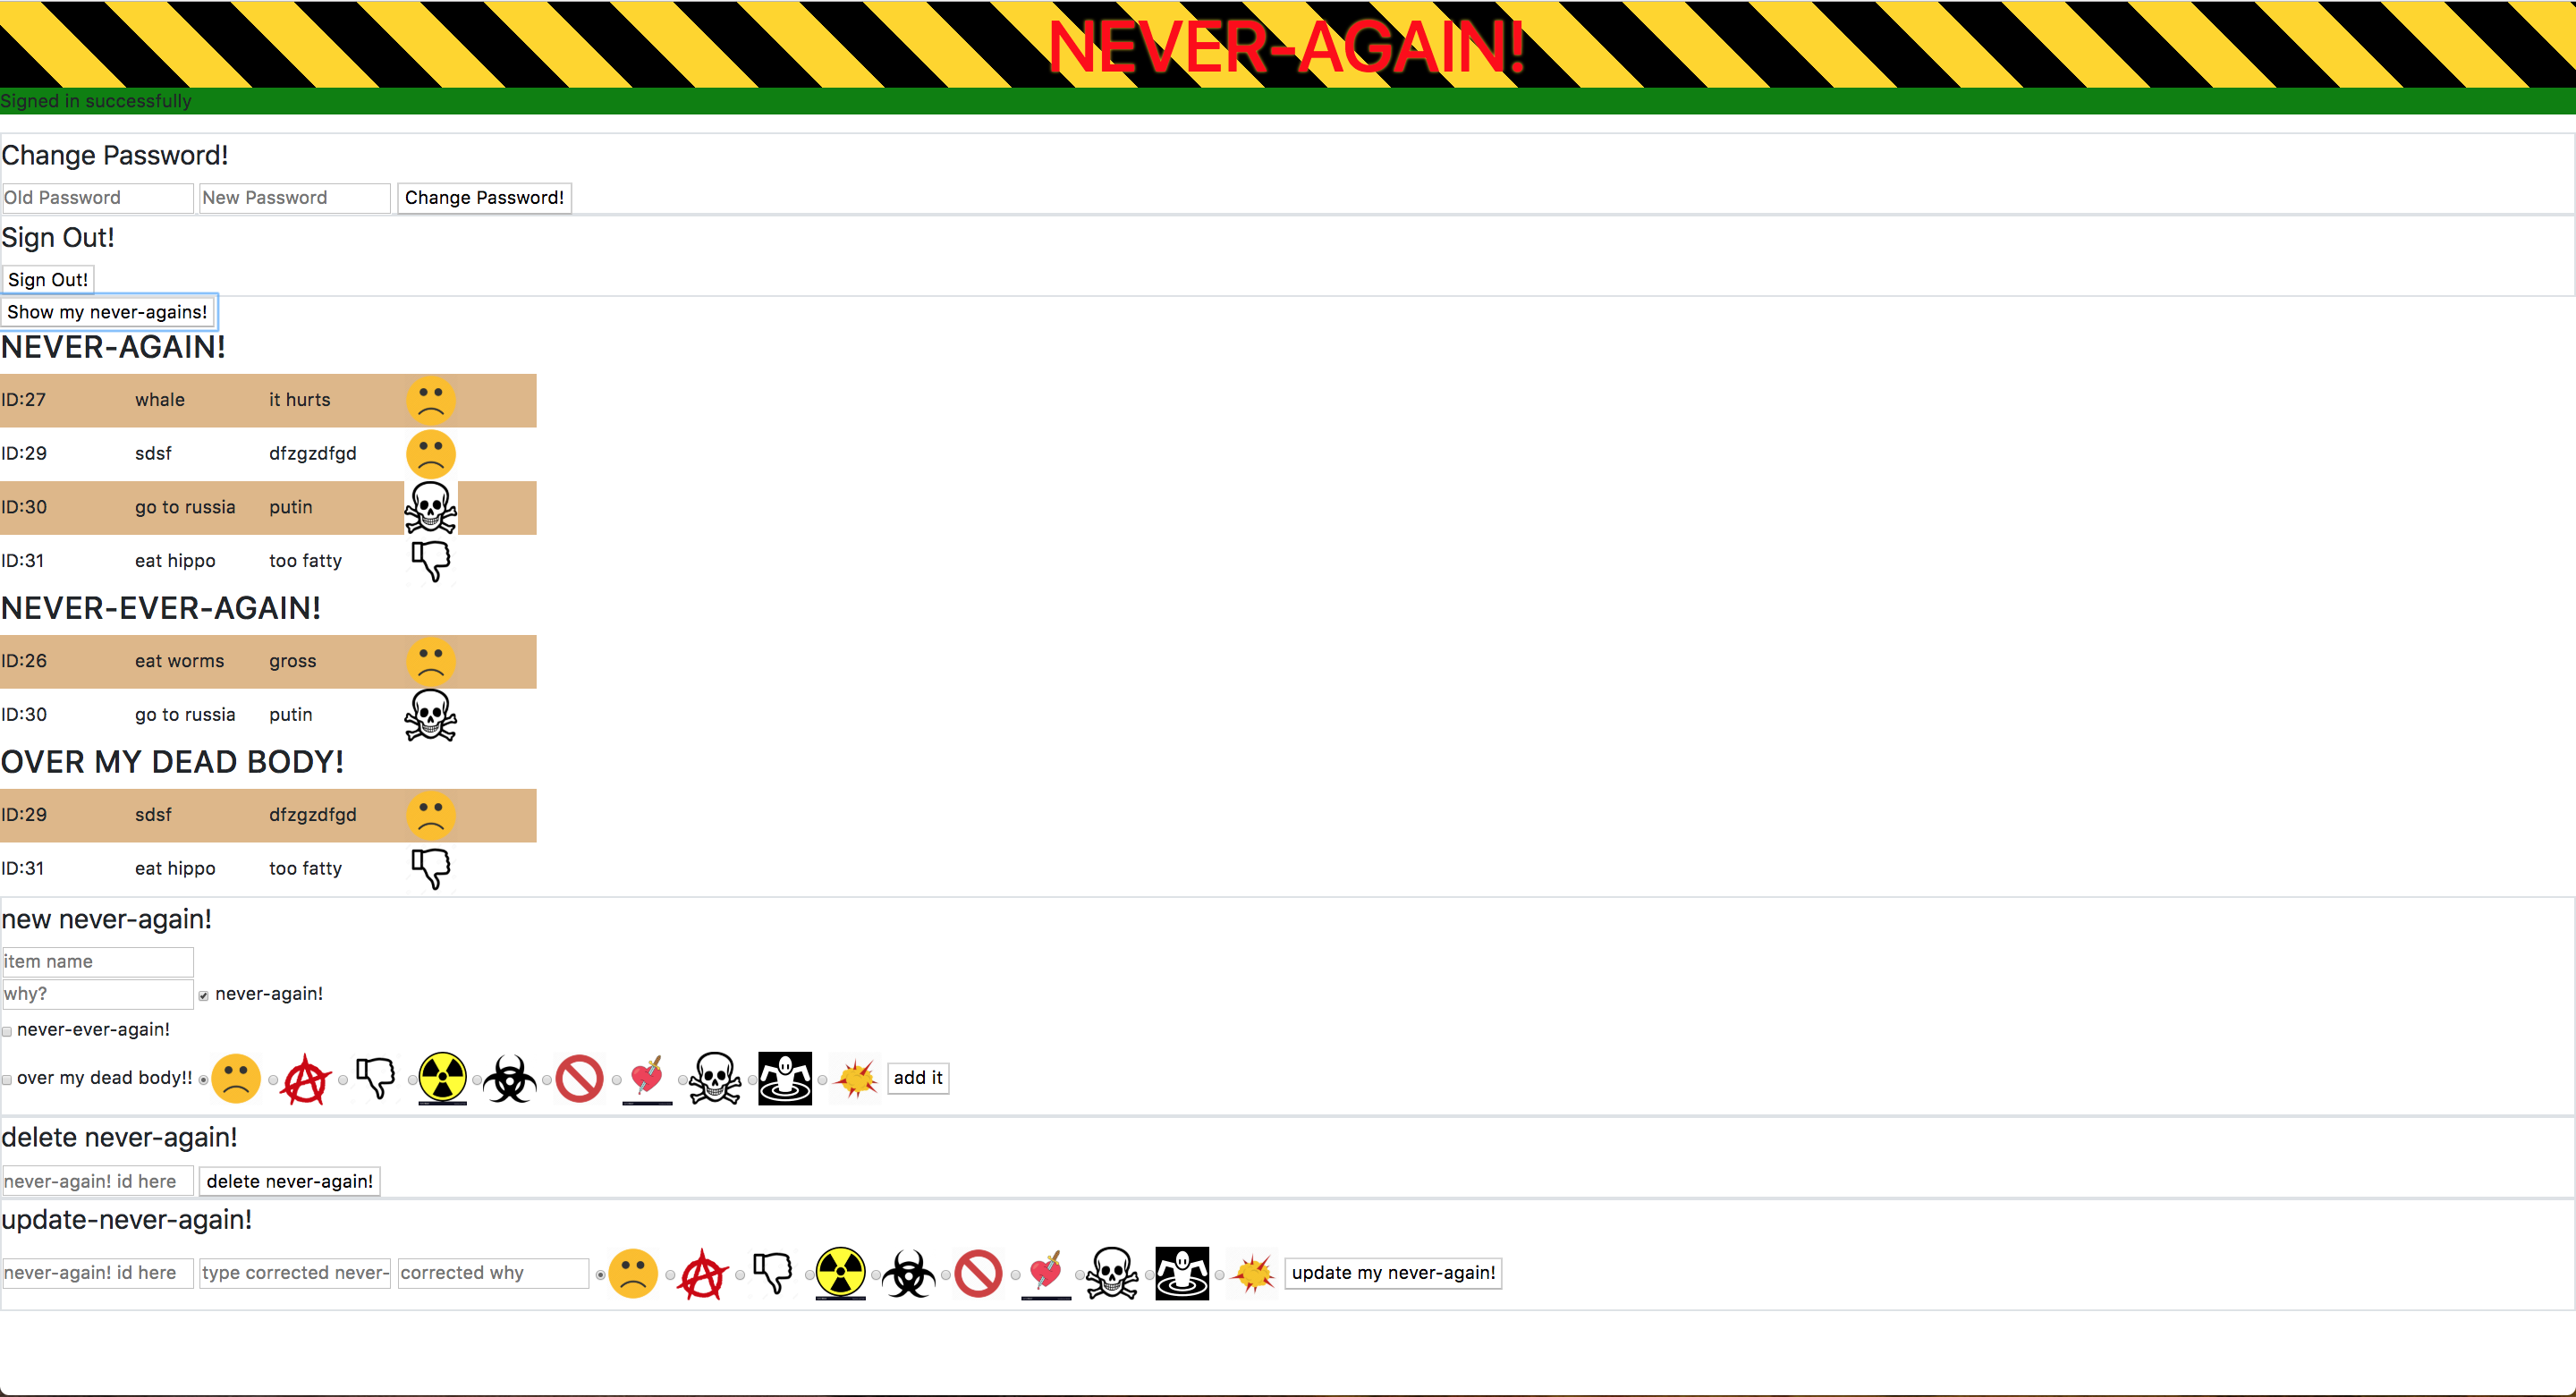 NEVER-AGAIN!
Signed in successfully
Change Password!
Old Password New Password Change Password!
Sign Out!
Sign Out!
Show my never-agains!
NEVER-AGAIN!
ID:27 whale it hurts
ID:29 sdsf dfzgzdfgd
ID:30 go to russia putin
ID:31 eat hippo too fatty
NEVER-EVER-AGAIN!
ID:26 eat worms gross
ID:30 go to russia putin
OVER MY DEAD BODY!
ID:29 sdsf dfzgzdfgd
ID:31 eat hippo too fatty
new never-again!
item name
why? never-again!
never-ever-again!
over my dead body!! add it
delete never-again!
never-again! id here delete never-again!
update-never-again!
never-again! id here type corrected never- corrected why update my never-again!